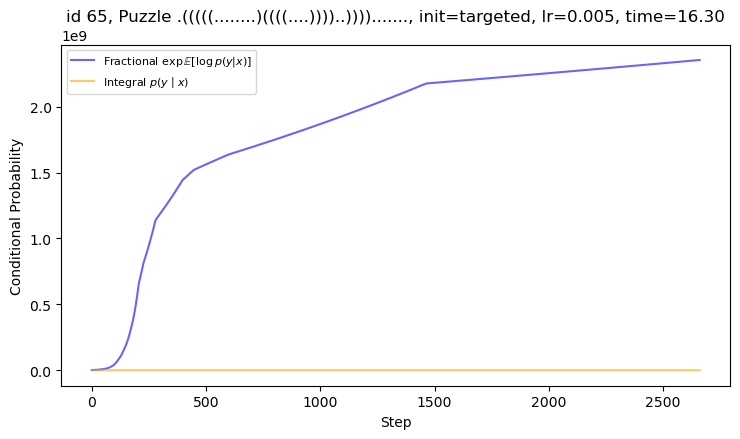 id 65, Puzzle .(((((........)((((....))))..))))......., init=targeted, lr=0.005, time=16.30
1e9
Fractional exp𝔼[log p(y|x)]
Integral p(y | x)
Conditional Probability
2.0
1.5
1.0
0.5
0.0
0 500 1000 1500 2000 2500
Step